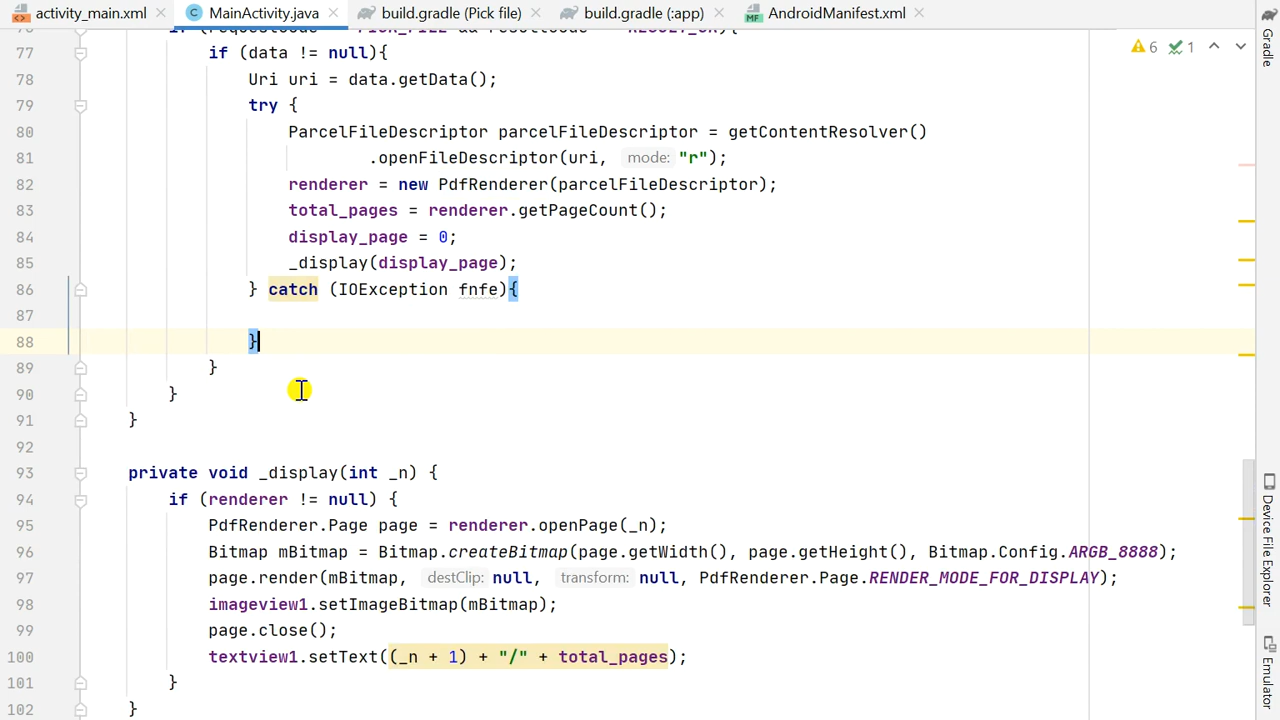 activity_main.xml MainActivity.java build.gradle (Pick file) build.gradle (:app) AndroidManifest.xml
6 1
77 if (data != null){
78 Uri uri = data.getData();
79 try {
80 ParcelFileDescriptor parcelFileDescriptor = getContentResolver()
81 .openFileDescriptor(uri, mode: "r");
82 renderer = new PdfRenderer(parcelFileDescriptor);
83 total_pages = renderer.getPageCount();
84 display_page = 0;
85 _display(display_page);
86 } catch (IOException fnfe){
87
88 }
89 }
90 }
91 }
92
93 private void _display(int _n) {
94 if (renderer != null) {
95 PdfRenderer.Page page = renderer.openPage(_n);
96 Bitmap mBitmap = Bitmap.createBitmap(page.getWidth(), page.getHeight(), Bitmap.Config.ARGB_8888);
97 page.render(mBitmap, destClip: null, transform: null, PdfRenderer.Page.RENDER_MODE_FOR_DISPLAY);
98 imageview1.setImageBitmap(mBitmap);
99 page.close();
100 textview1.setText((_n + 1) + "/" + total_pages);
101 }
102 }
Gradle
Device File Explorer
Emulator